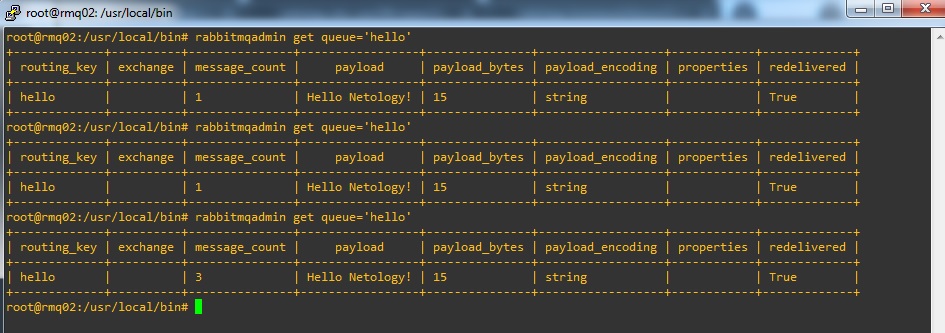 root@rmq02: /usr/local/bin
root@rmq02:/usr/local/bin# rabbitmqadmin get queue='hello'
+-------------+----------+---------------+-----------------+---------------+------------------+------------+-------------+
| routing_key | exchange | message_count |     payload     | payload_bytes | payload_encoding | properties | redelivered |
+-------------+----------+---------------+-----------------+---------------+------------------+------------+-------------+
| hello       |          | 1             | Hello Netology! | 15            | string           |            | True        |
+-------------+----------+---------------+-----------------+---------------+------------------+------------+-------------+
root@rmq02:/usr/local/bin# rabbitmqadmin get queue='hello'
+-------------+----------+---------------+-----------------+---------------+------------------+------------+-------------+
| routing_key | exchange | message_count |     payload     | payload_bytes | payload_encoding | properties | redelivered |
+-------------+----------+---------------+-----------------+---------------+------------------+------------+-------------+
| hello       |          | 1             | Hello Netology! | 15            | string           |            | True        |
+-------------+----------+---------------+-----------------+---------------+------------------+------------+-------------+
root@rmq02:/usr/local/bin# rabbitmqadmin get queue='hello'
+-------------+----------+---------------+-----------------+---------------+------------------+------------+-------------+
| routing_key | exchange | message_count |     payload     | payload_bytes | payload_encoding | properties | redelivered |
+-------------+----------+---------------+-----------------+---------------+------------------+------------+-------------+
| hello       |          | 3             | Hello Netology! | 15            | string           |            | True        |
+-------------+----------+---------------+-----------------+---------------+------------------+------------+-------------+
root@rmq02:/usr/local/bin#